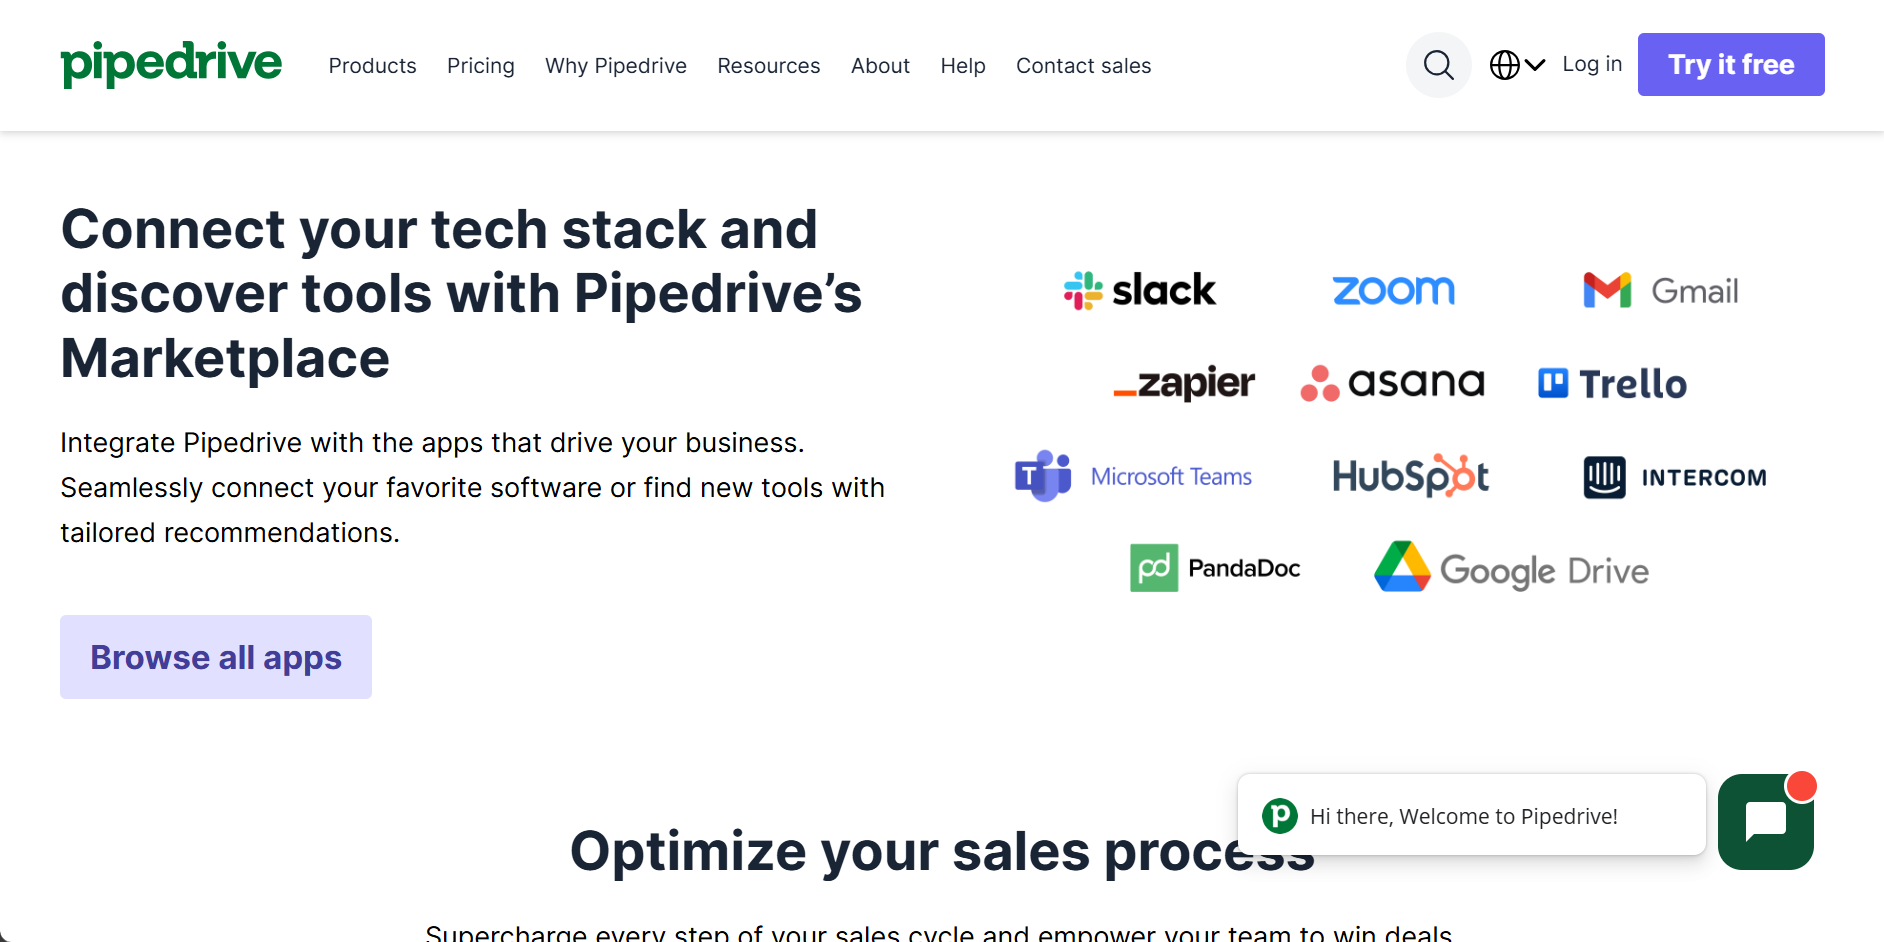 pipedrive Products Pricing Why Pipedrive Resources About Help Contact sales Log in Try it free
Connect your tech stack and
discover tools with Pipedrive’s
Marketplace
Integrate Pipedrive with the apps that drive your business.
Seamlessly connect your favorite software or find new tools with
tailored recommendations.
Browse all apps
slack zoom Gmail
zapier asana Trello
T Microsoft Teams HubSpot INTERCOM
pd PandaDoc Google Drive
p Hi there, Welcome to Pipedrive!
Optimize your sales process
Supercharge every step of your sales cycle and empower your team to win deals